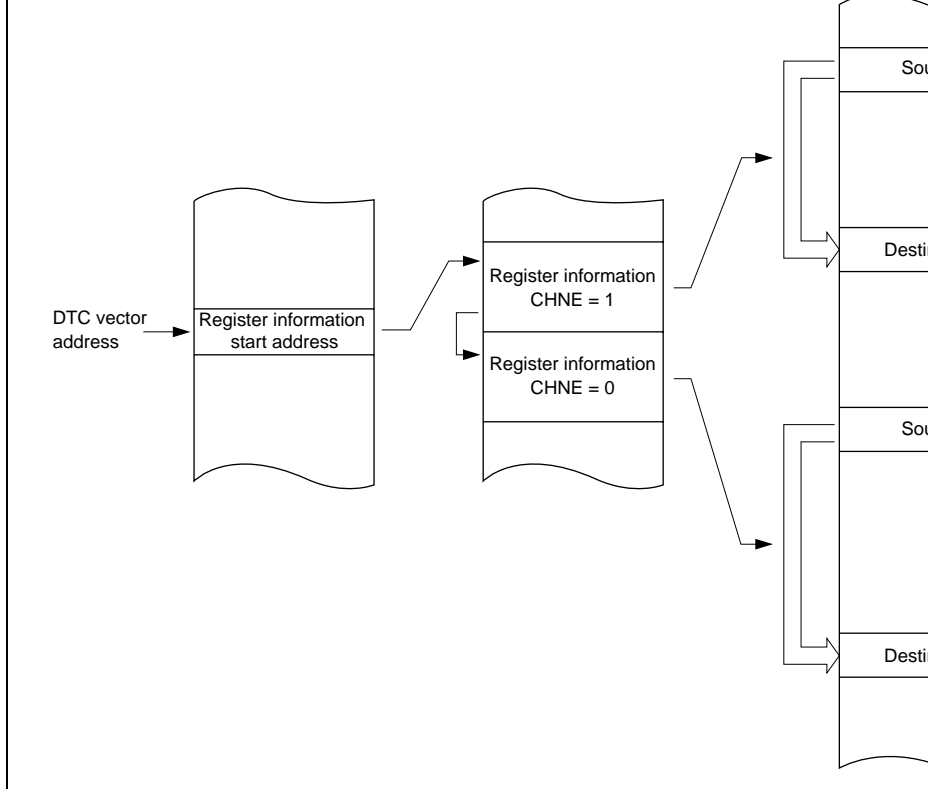 DTC vector
address
Register information
start address
Register information
CHNE = 1
Register information
CHNE = 0